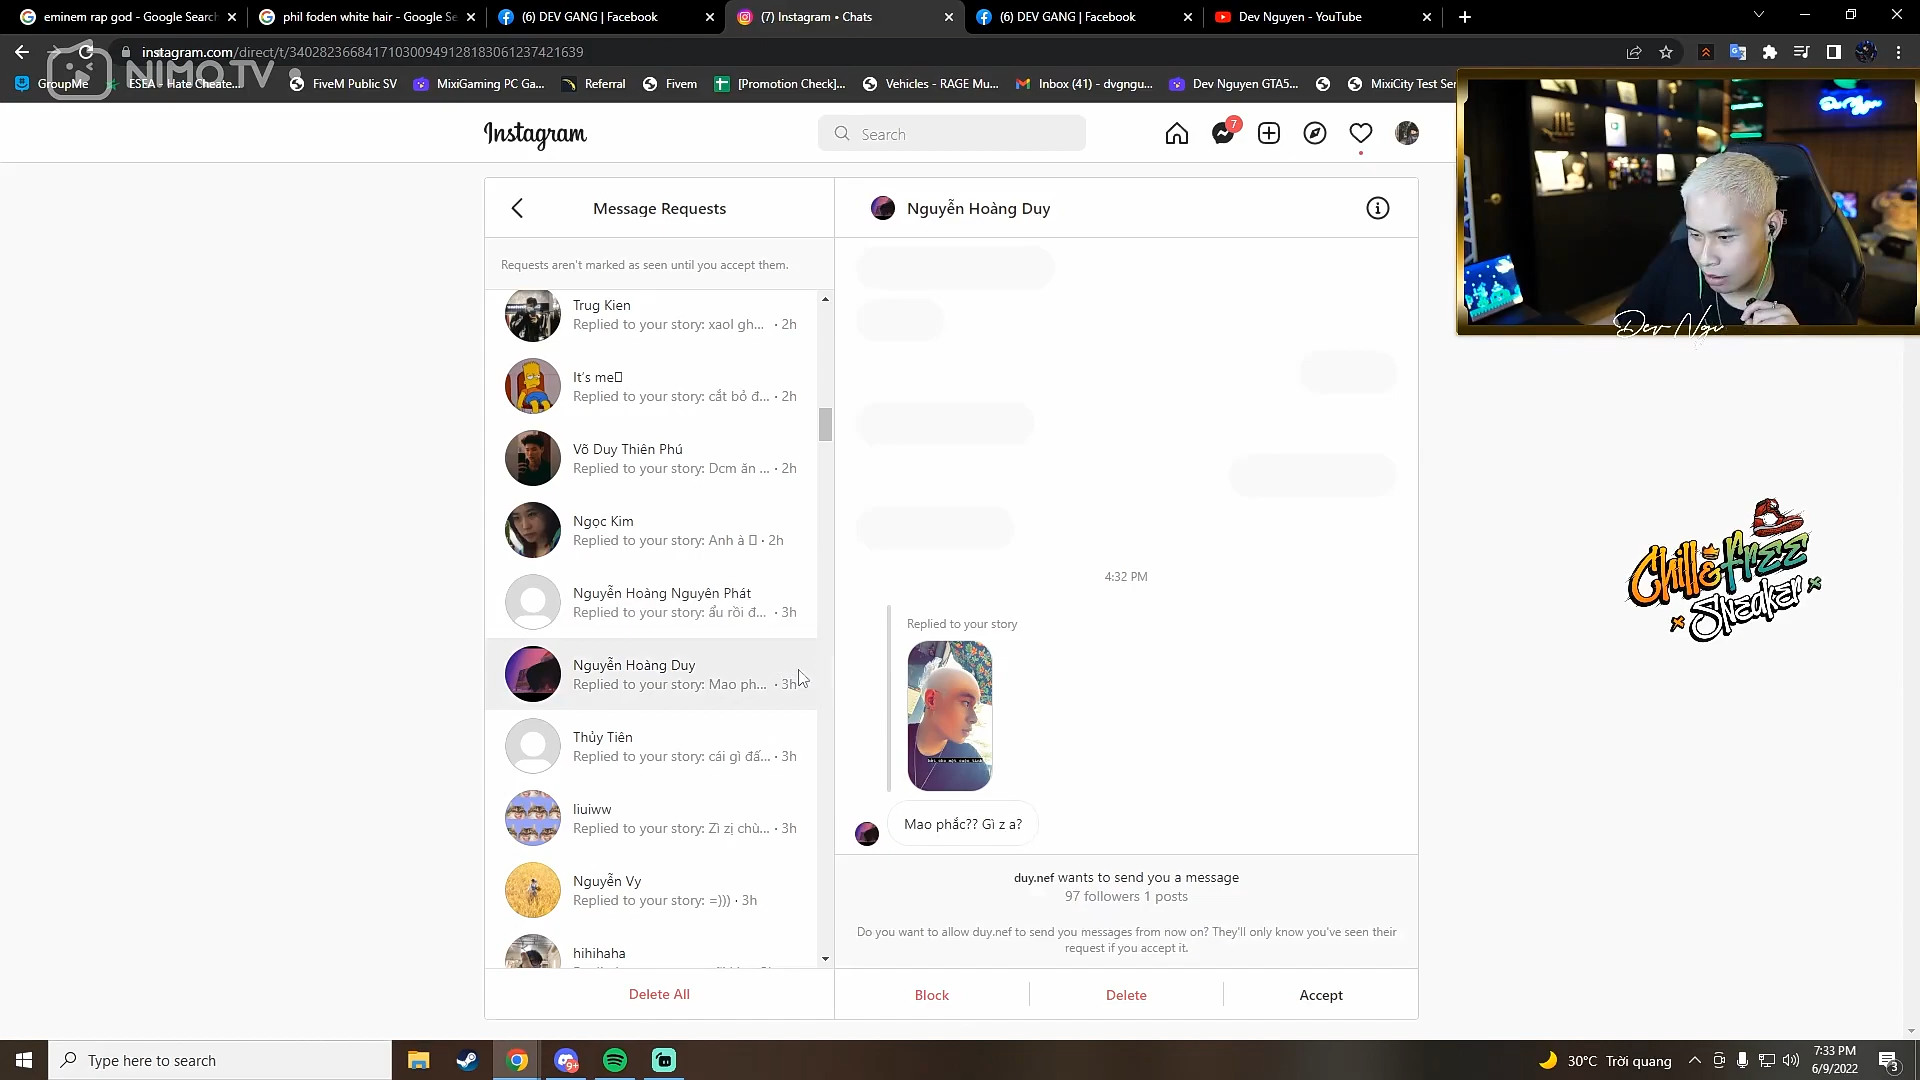 eminem rap god - Google Search
phil foden white hair - Google Se
(6) DEV GANG | Facebook
(7) Instagram • Chats
(6) DEV GANG | Facebook
Dev Nguyen - YouTube
instagram.com/direct/t/340282366841710300949128183061237421639
NIMO.TV
GroupMe
ESEA - Hate Cheate...
FiveM Public SV
MixiGaming PC Ga...
Referral
Fivem
[Promotion Check]...
Vehicles - RAGE Mu...
Inbox (41) - dvgngu...
Dev Nguyen GTA5...
MixiCity Test Ser
Instagram
Search
7
Message Requests
Requests aren't marked as seen until you accept them.
Trug Kien
Replied to your story: xaol gh... · 2h
It's me
Replied to your story: cắt bỏ đ... · 2h
Võ Duy Thiên Phú
Replied to your story: Dcm ăn ... · 2h
Ngọc Kim
Replied to your story: Anh à · 2h
Nguyễn Hoàng Nguyên Phát
Replied to your story: ẩu rồi đ... · 3h
Nguyễn Hoàng Duy
Replied to your story: Mao ph... · 3h
Thủy Tiên
Replied to your story: cái gì đấ... · 3h
liuiww
Replied to your story: Zì zị chù... · 3h
Nguyễn Vy
Replied to your story: =))) · 3h
hihihaha
Delete All
Nguyễn Hoàng Duy
4:32 PM
Replied to your story
Mao phắc?? Gì z a?
duy.nef wants to send you a message
97 followers 1 posts
Do you want to allow duy.nef to send you messages from now on? They'll only know you've seen their
request if you accept it.
Block
Delete
Accept
Dev Nguyen
Dev Ngu
Chill & Free
Sneaker
Type here to search
9+
30°C Trời quang
7:33 PM
6/9/2022
3